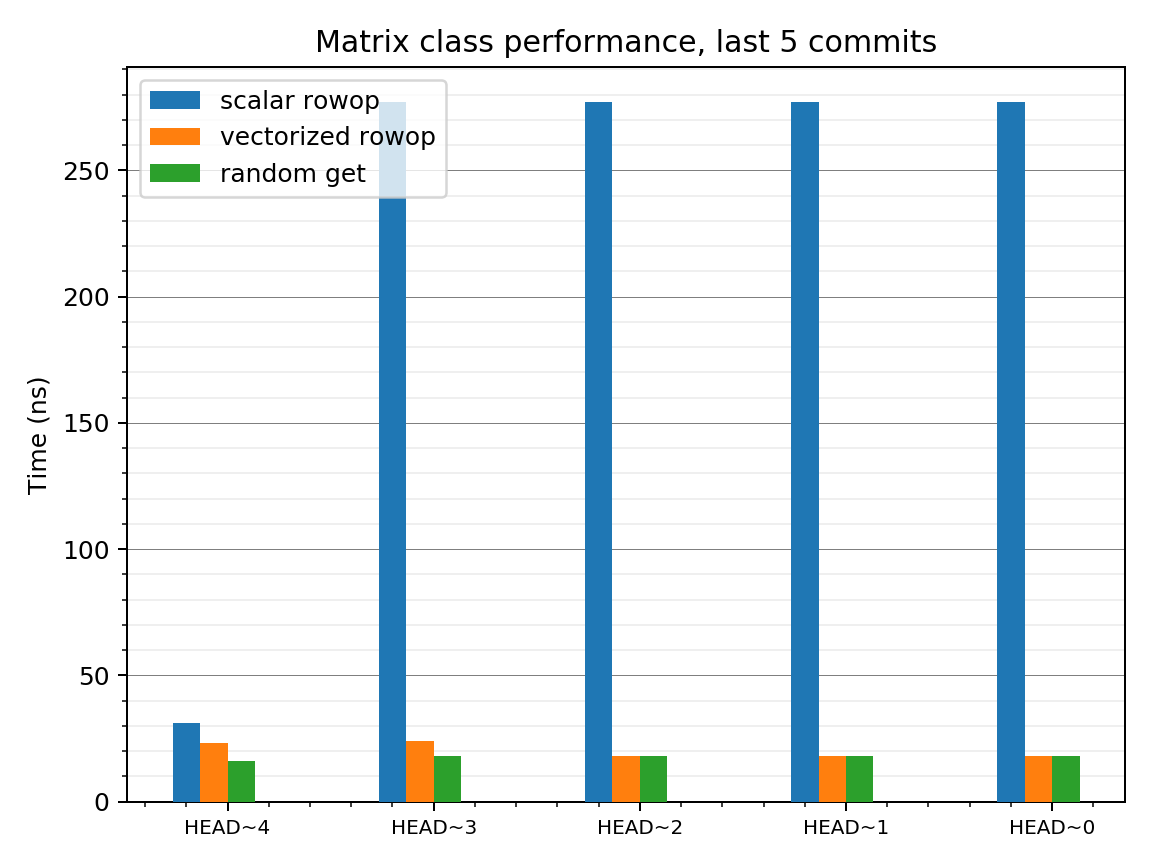 Matrix class performance, last 5 commits
scalar rowop
vectorized rowop
random get
Time (ns)
250
200
150
100
50
0
HEAD~4 HEAD~3 HEAD~2 HEAD~1 HEAD~0